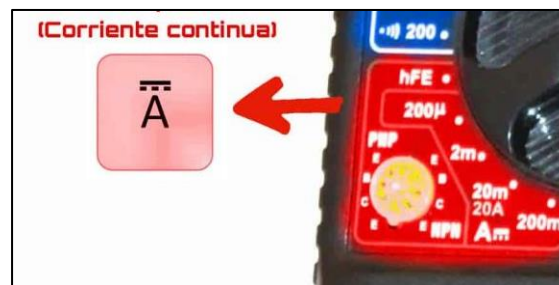 (Corriente continua)
A
•)) 200
hFE
200µ
PNP
2m
E E
B B
C C
E E
NPN
20m
20A
A
200m